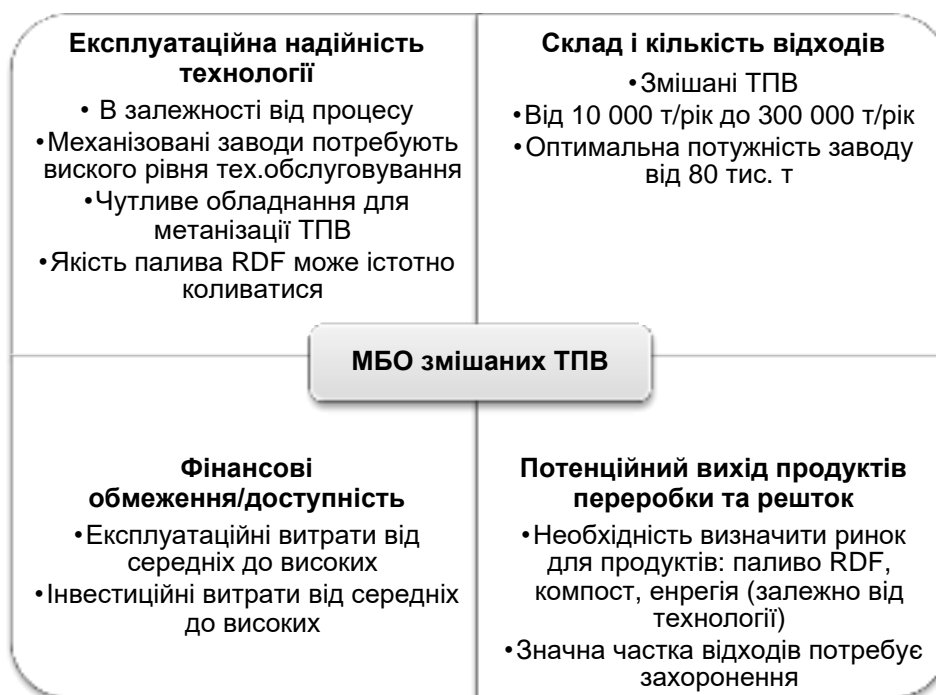 Експлуатаційна надійність
технології
• В залежності від процесу
•Механізовані заводи потребують
виского рівня тех.обслуговування
•Чутливе обладнання для
метанізації ТПВ
•Якість палива RDF може істотно
коливатися
Склад і кількість відходів
•Змішані ТПВ
•Від 10 000 т/рік до 300 000 т/рік
•Оптимальна потужність заводу
від 80 тис. т
МБО змішаних ТПВ
Фінансові
обмеження/доступність
•Експлуатаційні витрати від
середніх до високих
•Інвестиційні витрати від середніх
до високих
Потенційний вихід продуктів
переробки та решток
•Необхідність визначити ринок
для продуктів: паливо RDF,
компост, енрегія (залежно від
технології)
•Значна частка відходів потребує
захоронення